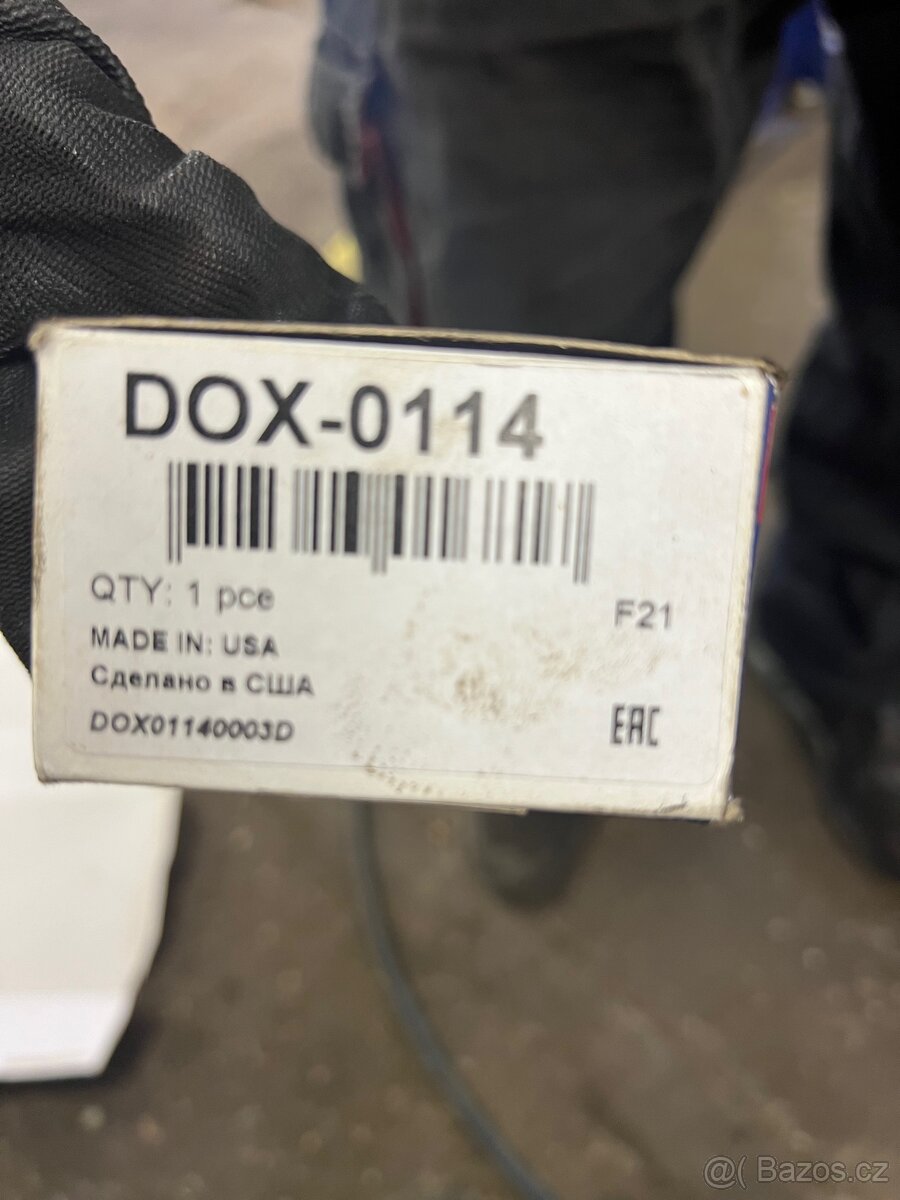 DOX-0114
QTY: 1 pce
F21
MADE IN: USA
Сделано в США
DOX01140003D
EAC
@( Bazos.cz